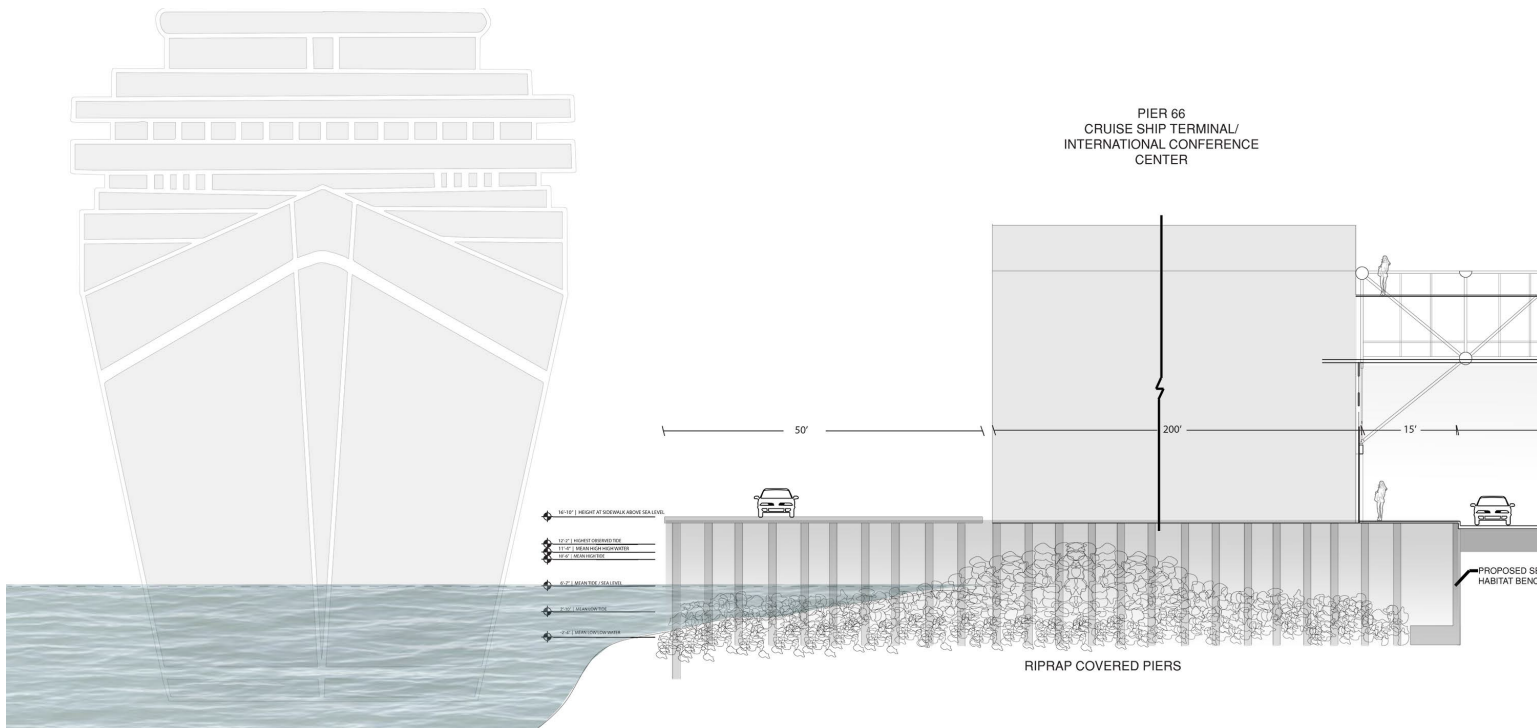 PIER 66
CRUISE SHIP TERMINAL/
INTERNATIONAL CONFERENCE
CENTER
50'
200'
15'
16'-10" | HEIGHT AT SIDEWALK ABOVE SEA LEVEL
12'-2" | HIGHEST OBSERVED TIDE
11'-4" | MEAN HIGH HIGH WATER
10'-6" | MEAN HIGH TIDE
6'-2" | MEAN TIDE / SEA LEVEL
2'-10" | MEAN LOW TIDE
MEAN LOW LOW WATER
PROPOSED SE
HABITAT BENC
RIPRAP COVERED PIERS